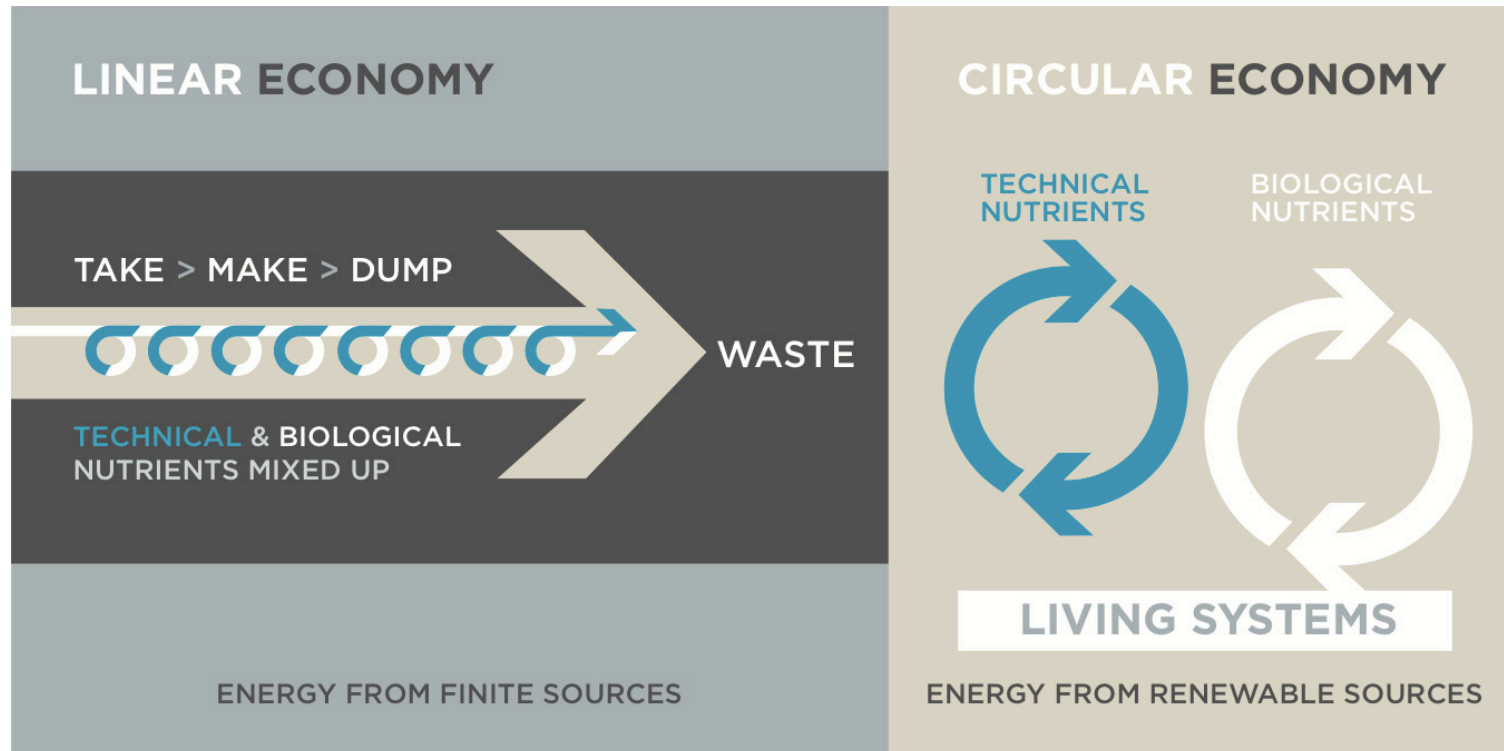 LINEAR ECONOMY
TAKE > MAKE > DUMP
WASTE
TECHNICAL & BIOLOGICAL
NUTRIENTS MIXED UP
ENERGY FROM FINITE SOURCES
CIRCULAR ECONOMY
TECHNICAL
NUTRIENTS
BIOLOGICAL
NUTRIENTS
LIVING SYSTEMS
ENERGY FROM RENEWABLE SOURCES